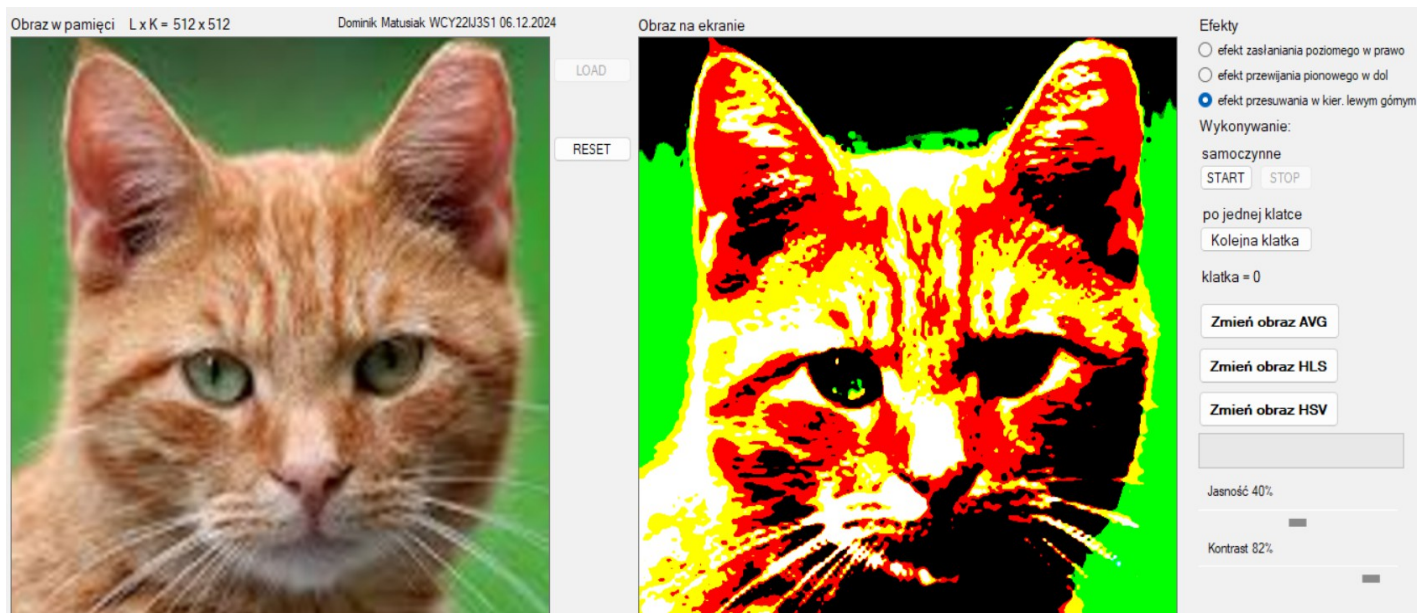 Obraz w pamięci L x K = 512 x 512
Dominik Matusiak WCY22IJ3S1 06.12.2024
LOAD
RESET
Obraz na ekranie
Efekty
efekt zasłaniania poziomego w prawo
efekt przewijania pionowego w dol
efekt przesuwania w kier. lewym górnym
Wykonywanie:
samoczynne
START STOP
po jednej klatce
Kolejna klatka
klatka = 0
Zmień obraz AVG
Zmień obraz HLS
Zmień obraz HSV
Jasność 40%
Kontrast 82%